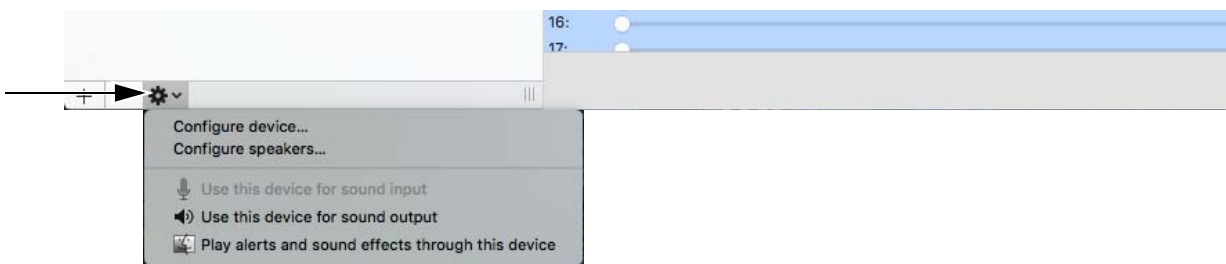 16:
17:
Configure device...
Configure speakers...
Use this device for sound input
Use this device for sound output
Play alerts and sound effects through this device